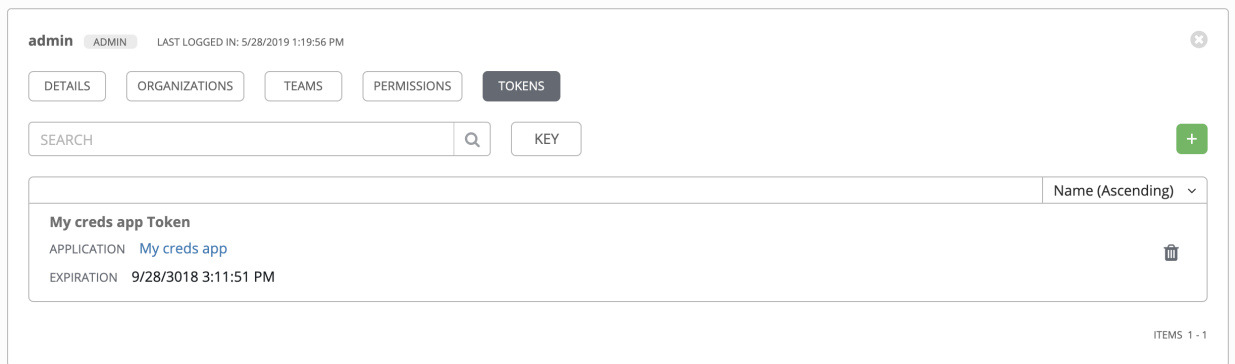 admin ADMIN LAST LOGGED IN: 5/28/2019 1:19:56 PM
DETAILS ORGANIZATIONS TEAMS PERMISSIONS TOKENS
SEARCH KEY +
Name (Ascending)
My creds app Token
APPLICATION My creds app
EXPIRATION 9/28/3018 3:11:51 PM
ITEMS 1 - 1